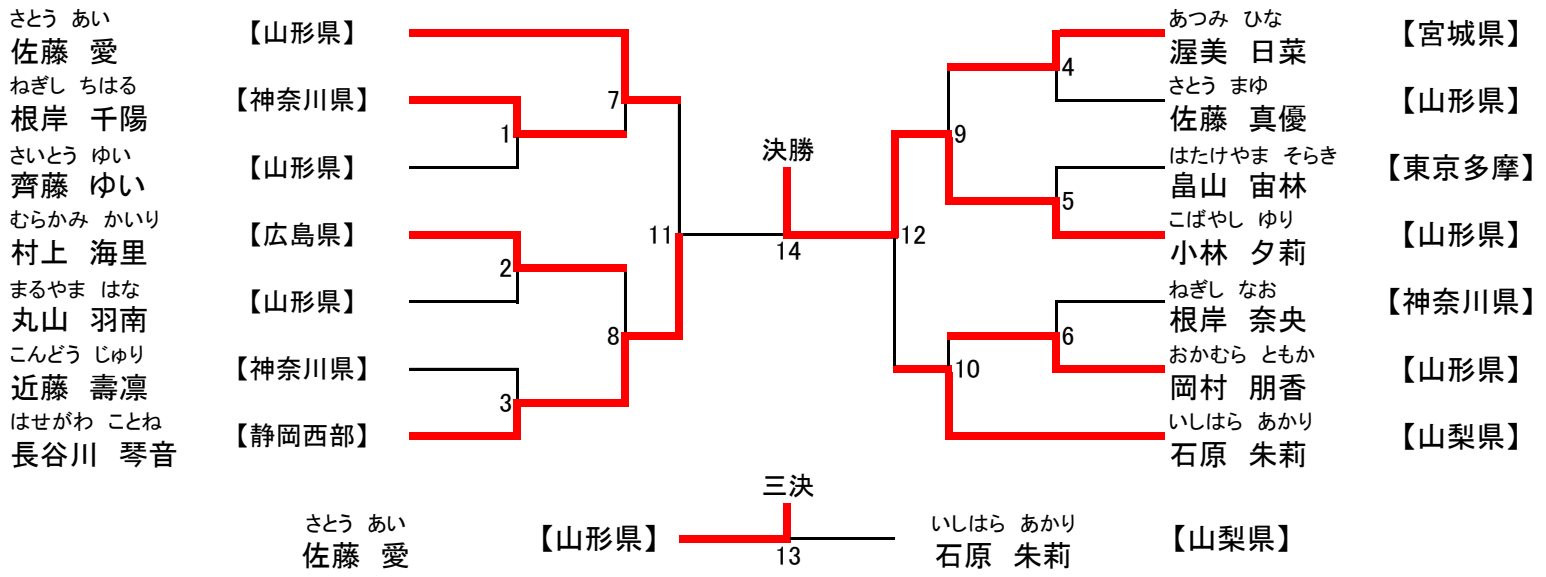 さとう あい
佐藤 愛 【山形県】
ねぎし ちはる
根岸 千陽 【神奈川県】
さいとう ゆい
齊藤 ゆい 【山形県】
むらかみ かいり
村上 海里 【広島県】
まるやま はな
丸山 羽南 【山形県】
こんどう じゅり
近藤 壽凛 【神奈川県】
はせがわ ことね
長谷川 琴音 【静岡西部】
7
1
2
8
3
11
決勝
14
12
9
4
5
6
10
あつみ ひな
渥美 日菜 【宮城県】
さとう まゆ
佐藤 真優 【山形県】
はたけやま そらき
畠山 宙林 【東京多摩】
こばやし ゆり
小林 夕莉 【山形県】
ねぎし なお
根岸 奈央 【神奈川県】
おかむら ともか
岡村 朋香 【山形県】
いしはら あかり
石原 朱莉 【山梨県】
三決
さとう あい
佐藤 愛 【山形県】
13
いしはら あかり
石原 朱莉 【山梨県】